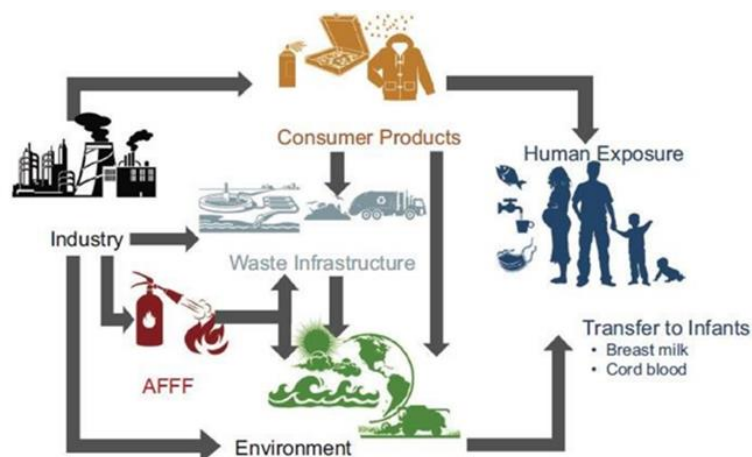 Consumer Products
Human Exposure
Industry
Waste Infrastructure
Transfer to Infants
• Breast milk
• Cord blood
AFFF
Environment